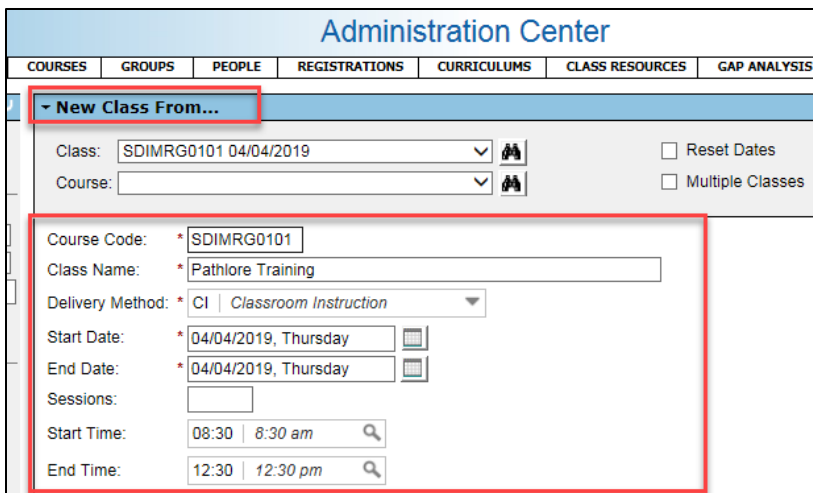 Administration Center
COURSES GROUPS PEOPLE REGISTRATIONS CURRICULUMS CLASS RESOURCES GAP ANALYSIS
New Class From...
Class: SDIMRG0101 04/04/2019 Reset Dates
Course: Multiple Classes
Course Code: * SDIMRG0101
Class Name: * Pathlore Training
Delivery Method: * CI | Classroom Instruction
Start Date: * 04/04/2019, Thursday
End Date: * 04/04/2019, Thursday
Sessions:
Start Time: 08:30 | 8:30 am
End Time: 12:30 | 12:30 pm